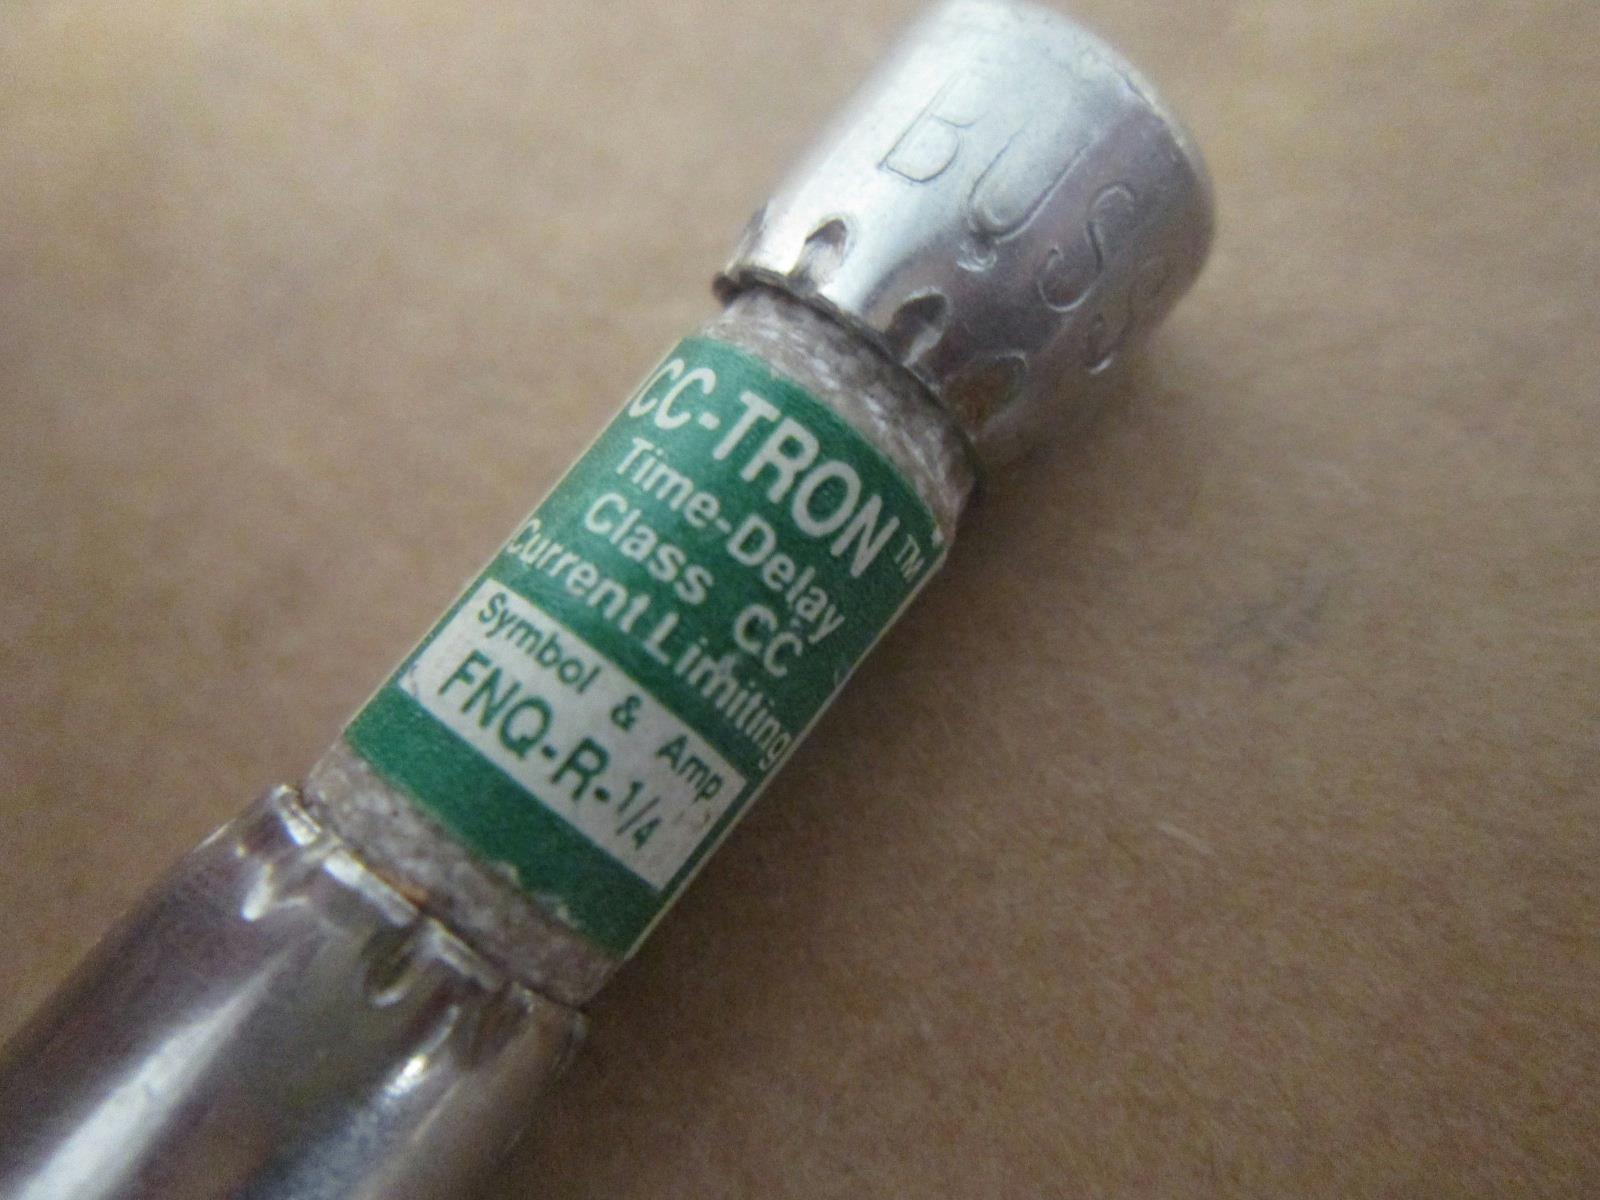 BUSS
CC-TRON™
Time-Delay
Class CC
Current Limiting
Symbol & Amp
FNQ-R-1/4